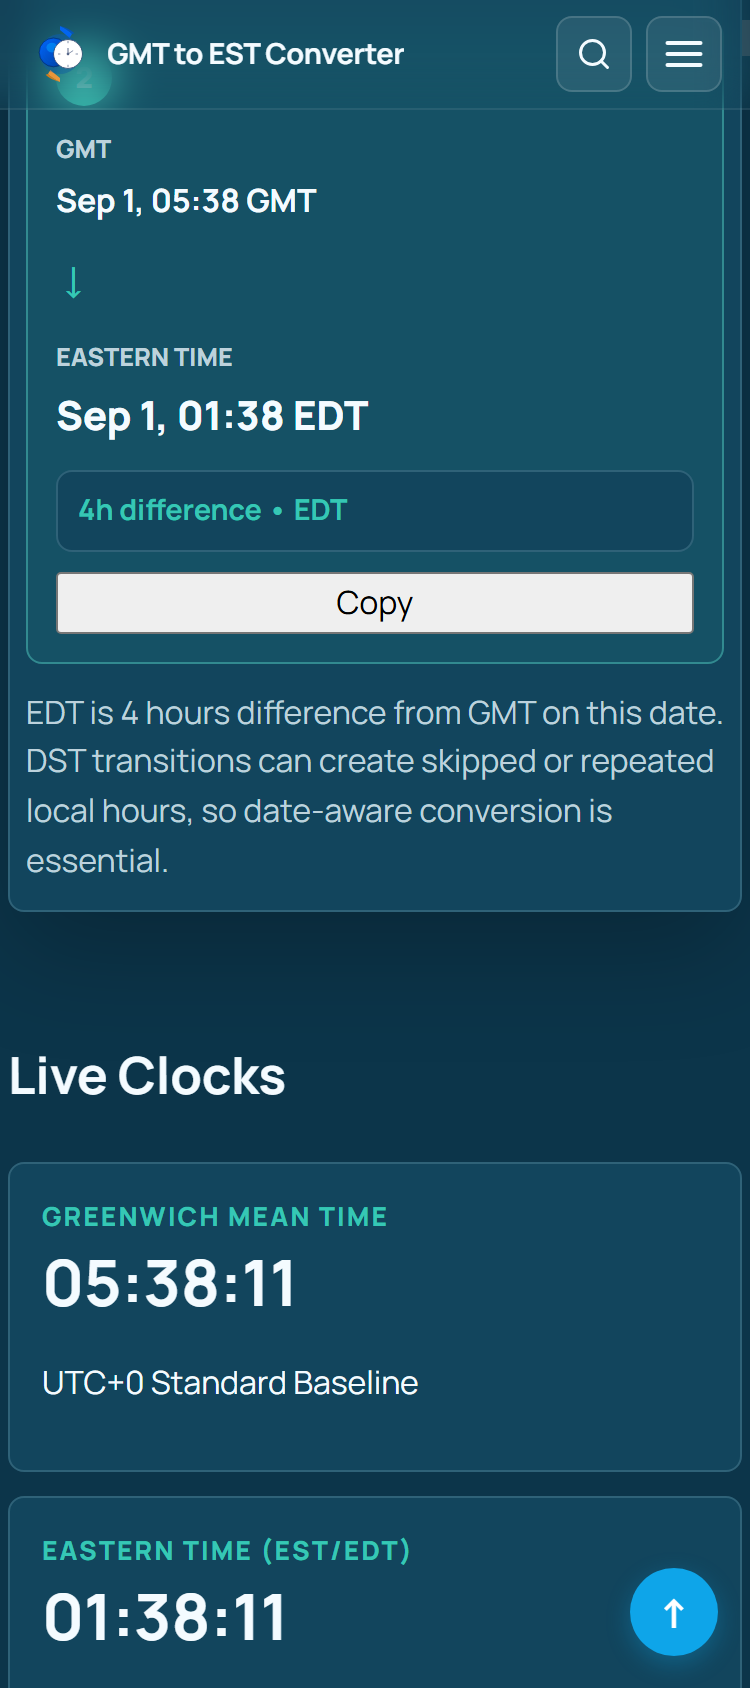 GMT to EST Converter
2
GMT
Sep 1, 05:38 GMT
↓
EASTERN TIME
Sep 1, 01:38 EDT
4h difference • EDT
Copy
EDT is 4 hours difference from GMT on this date.
DST transitions can create skipped or repeated
local hours, so date-aware conversion is
essential.
Live Clocks
GREENWICH MEAN TIME
05:38:11
UTC+0 Standard Baseline
EASTERN TIME (EST/EDT)
01:38:11
↑